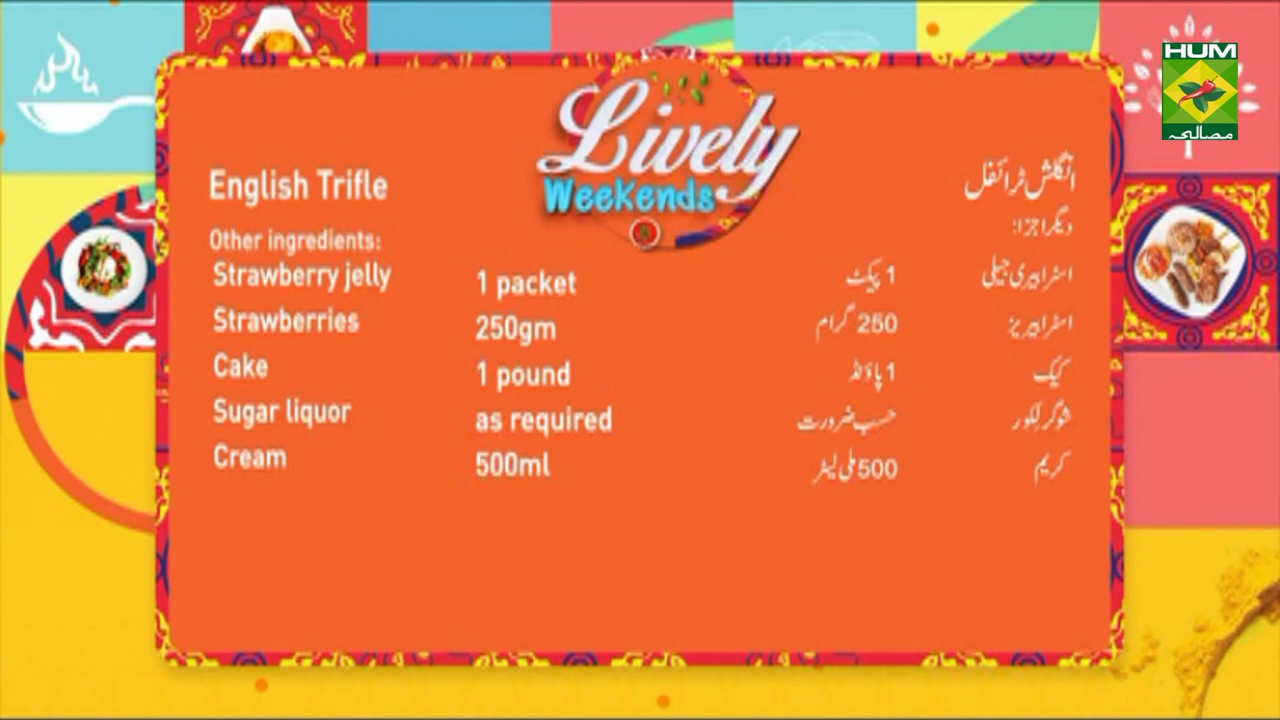 HUM
مصالحہ
Lively
Weekends
English Trifle
انگلش ٹرائفل
Other ingredients:
دیگر اجزا:
Strawberry jelly 1 packet 1 پیکٹ اسٹرابیری جیلی
Strawberries 250gm 250 گرام اسٹرابیریز
Cake 1 pound 1 پاؤنڈ کیک
Sugar liquor as required حسب ضرورت شوگر لکور
Cream 500ml 500 ملی لیٹر کریم